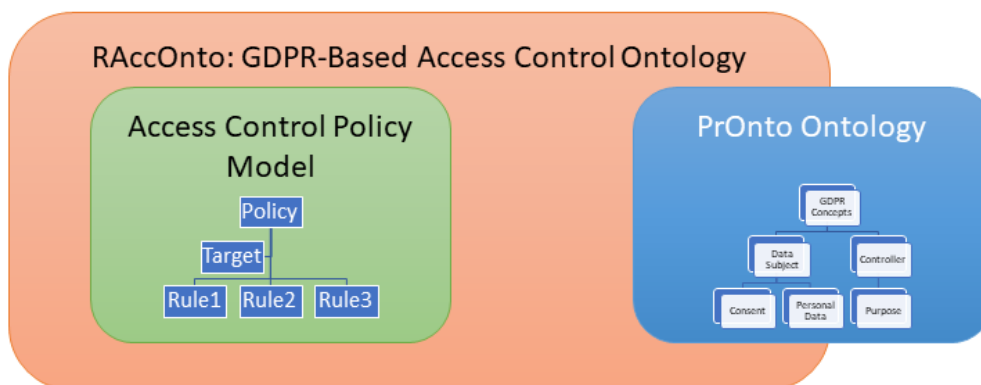 RAccOnto: GDPR-Based Access Control Ontology
Access Control Policy
Model
Policy
Target
Rule1
Rule2
Rule3
PrOnto Ontology
GDPR
Concepts
Data
Subject
Controller
Consent
Personal
Data
Purpose